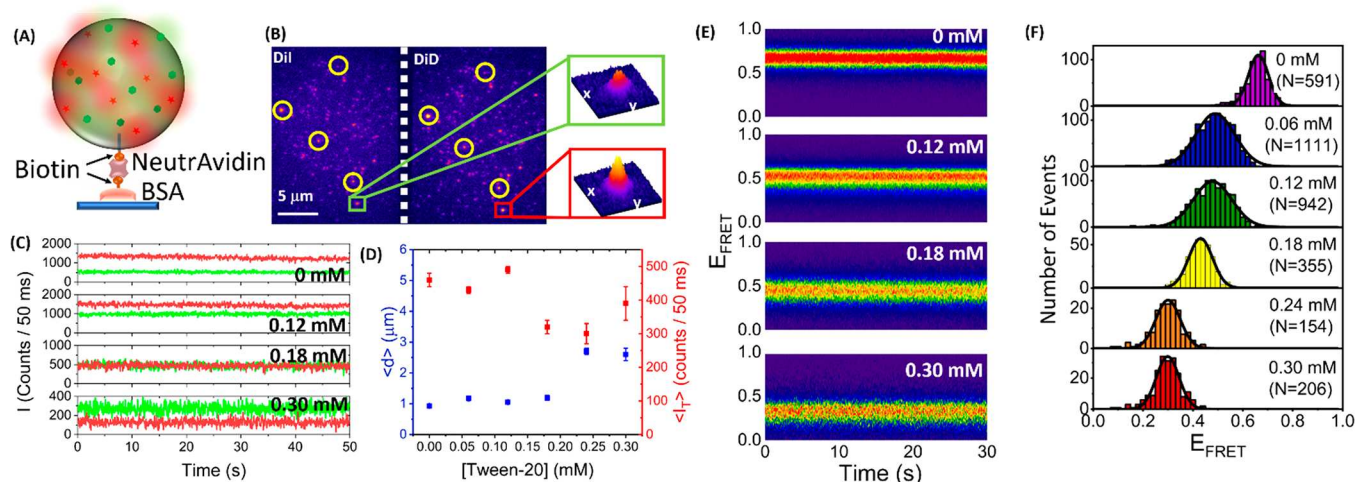 (A)
Biotin
NeutrAvidin
BSA
(B)
DiI
DiD
5 μm
x
y
x
y
(C)
2000
1000
0
0 mM
2000
1000
0
0.12 mM
1000
500
0
0.18 mM
400
200
0
0.30 mM
I (Counts / 50 ms)
0 10 20 30 40 50
Time (s)
(D)
6
5
4
3
2
1
0
<d> (μm)
500
400
300
200
100
0
<I_T> (counts / 50 ms)
0.00 0.05 0.10 0.15 0.20 0.25 0.30
[Tween-20] (mM)
(E)
1.0
0.5
0.0
0 mM
1.0
0.5
0.0
0.12 mM
1.0
0.5
0.0
0.18 mM
1.0
0.5
0.0
0.30 mM
E_FRET
0 10 20 30
Time (s)
(F)
100
0
0 mM
(N=591)
100
0
0.06 mM
(N=1111)
100
0
0.12 mM
(N=942)
50
0
0.18 mM
(N=355)
20
0
0.24 mM
(N=154)
20
0
0.30 mM
(N=206)
Number of Events
0.0 0.2 0.4 0.6 0.8 1.0
E_FRET